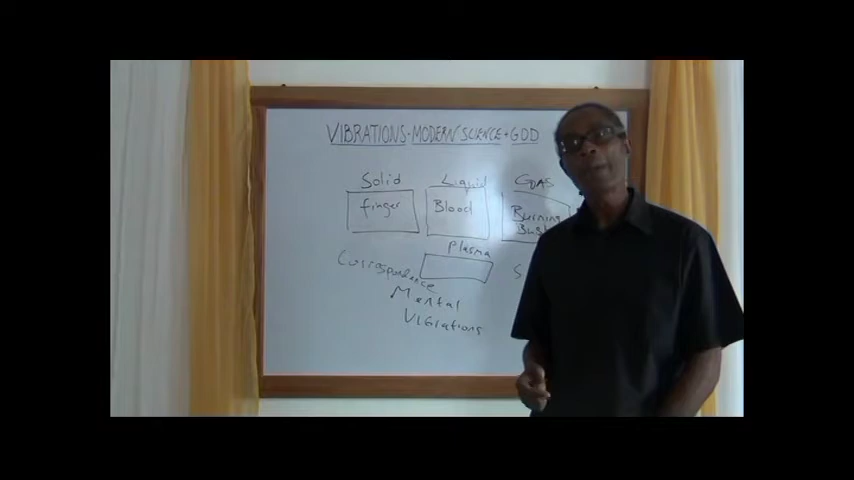 VIBRATIONS-MODERN SCIENCE+GOD
Solid Liquid GAS
finger Blood Burning
Bush
Plasma
Correspondence
Mental
Vibrations